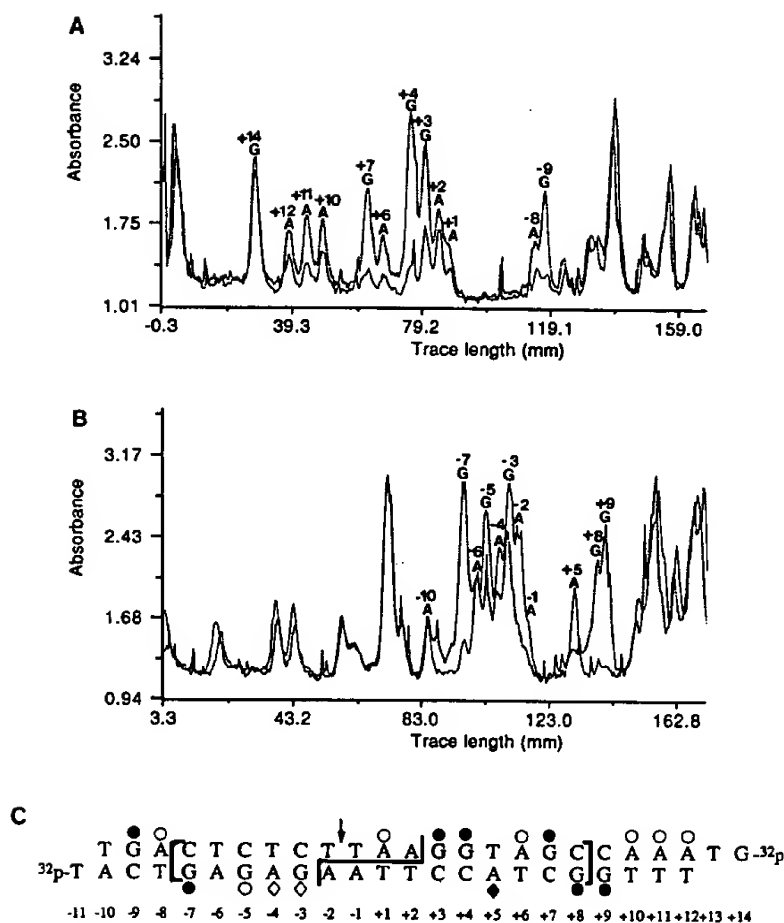 A
Absorbance
3.24
2.50
1.75
1.01
+14
G
+12
A
+11
A
+10
A
+7
G
+6
A
+4
G
+3
G
+2
A
+1
A
-8
A
-9
G
-0.3 39.3 79.2 119.1 159.0
Trace length (mm)
B
Absorbance
3.17
2.43
1.68
0.94
-10
A
-7
G
+6
A
-5
G
-4
A
-3
G
-2
A
-1
A
+5
A
+8
G
+9
G
3.3 43.2 83.0 123.0 162.8
Trace length (mm)
C
T G A C T C T C T T A A G G T A G C C A A A T G-32p
32p-T A C T G A G A G A A T T C C A T C G G T T T
-11 -10 -9 -8 -7 -6 -5 -4 -3 -2 -1 +1 +2 +3 +4 +5 +6 +7 +8 +9 +10 +11 +12 +13 +14